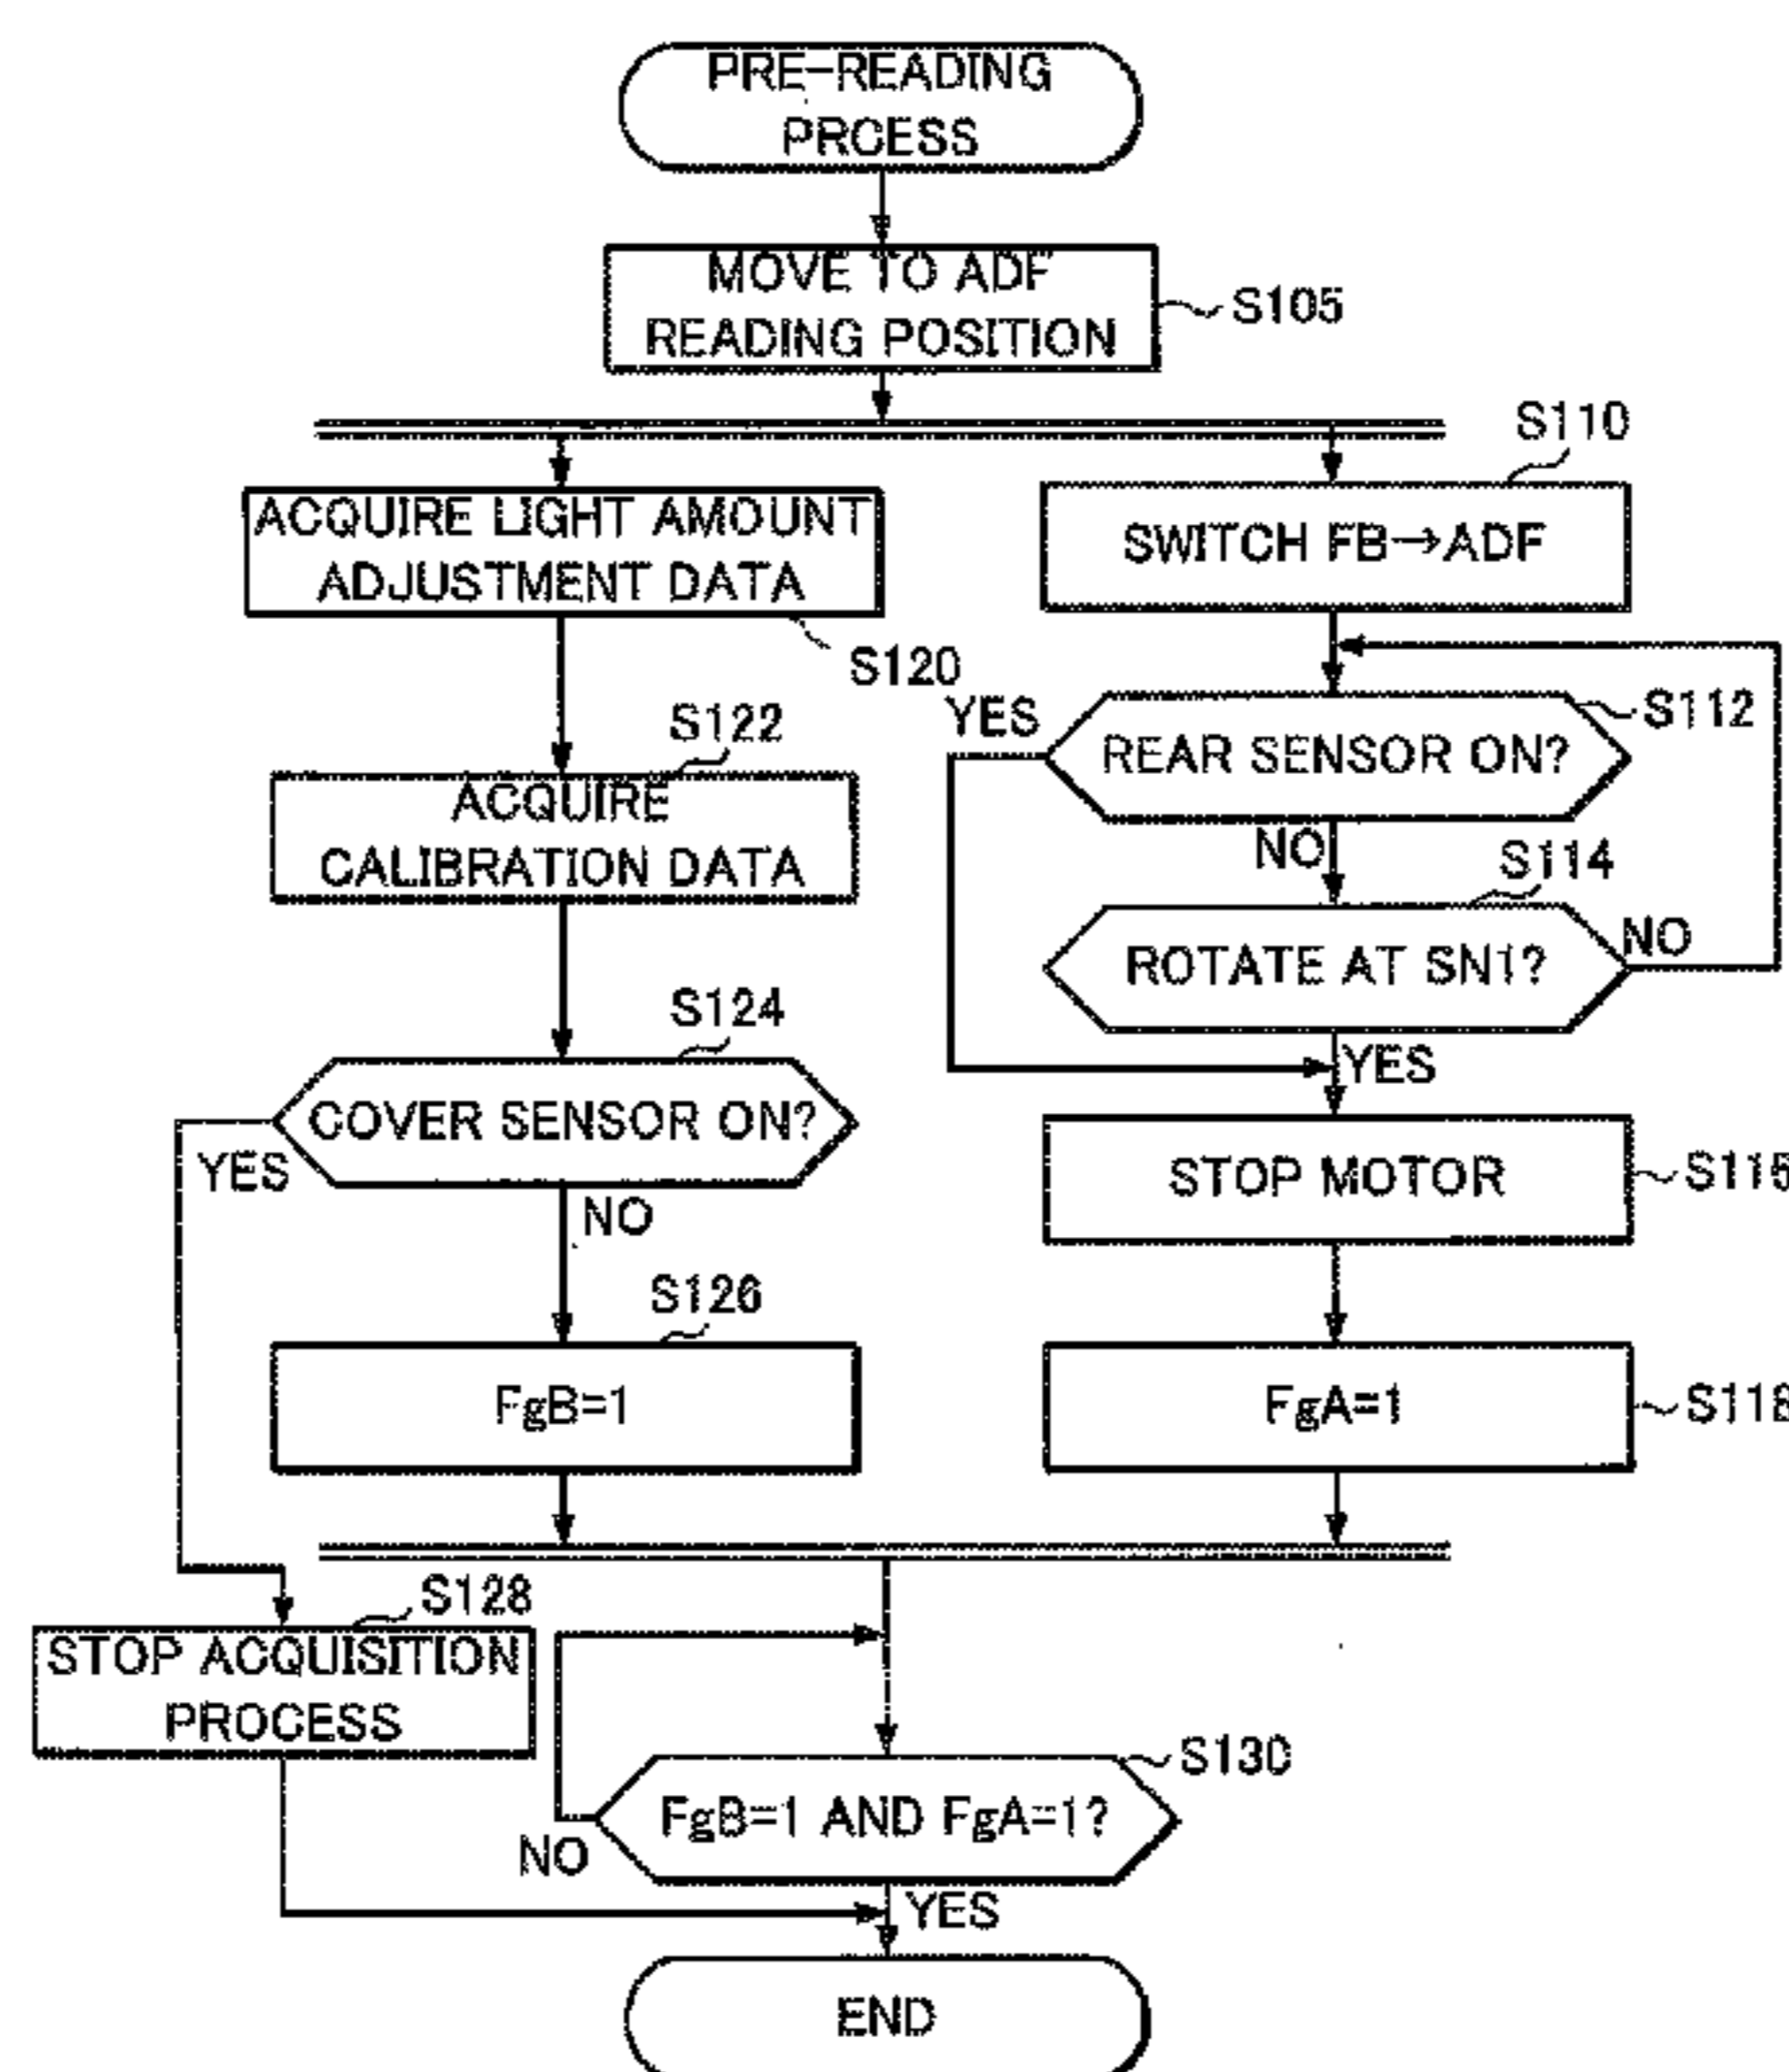 PRE-READING
PRCESS
MOVE TO ADF
READING POSITION
S105
S110
ACQUIRE LIGHT AMOUNT
ADJUSTMENT DATA
S120
SWITCH FB→ADF
S122
ACQUIRE
CALIBRATION DATA
YES
REAR SENSOR ON?
S112
NO
S114
ROTATE AT SN1?
NO
YES
S124
COVER SENSOR ON?
YES
NO
STOP MOTOR
S115
S126
FgB=1
FgA=1
S118
S128
STOP ACQUISITION
PROCESS
S130
FgB=1 AND FgA=1?
NO
YES
END